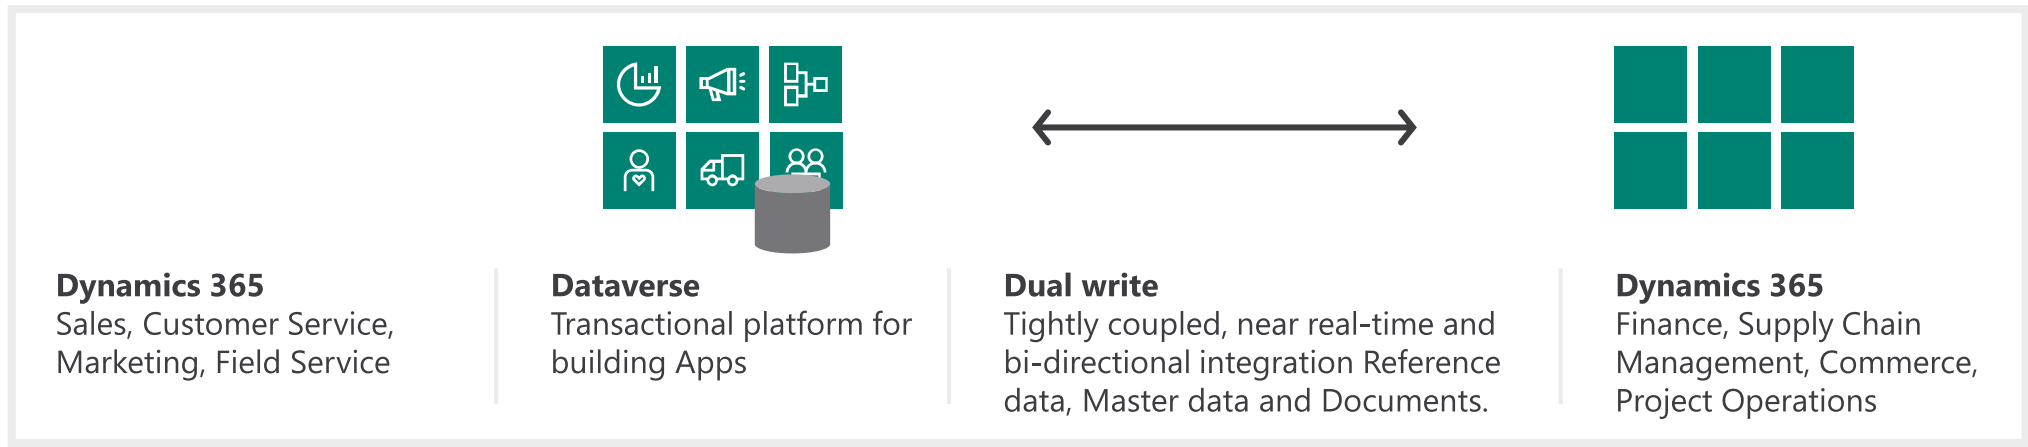 Dynamics 365
Sales, Customer Service,
Marketing, Field Service
Dataverse
Transactional platform for
building Apps
Dual write
Tightly coupled, near real-time and
bi-directional integration Reference
data, Master data and Documents.
Dynamics 365
Finance, Supply Chain
Management, Commerce,
Project Operations